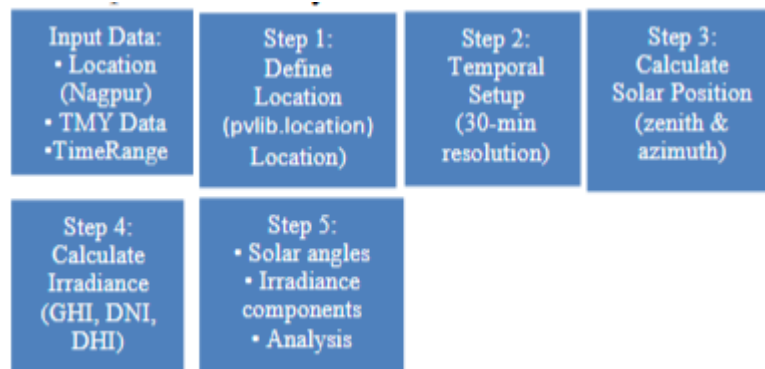 Input Data:
• Location
(Nagpur)
• TMY Data
•TimeRange
Step 1:
Define
Location
(pvlib.location)
Location)
Step 2:
Temporal
Setup
(30-min
resolution)
Step 3:
Calculate
Solar Position
(zenith &
azimuth)
Step 4:
Calculate
Irradiance
(GHI, DNI,
DHI)
Step 5:
• Solar angles
• Irradiance
components
• Analysis